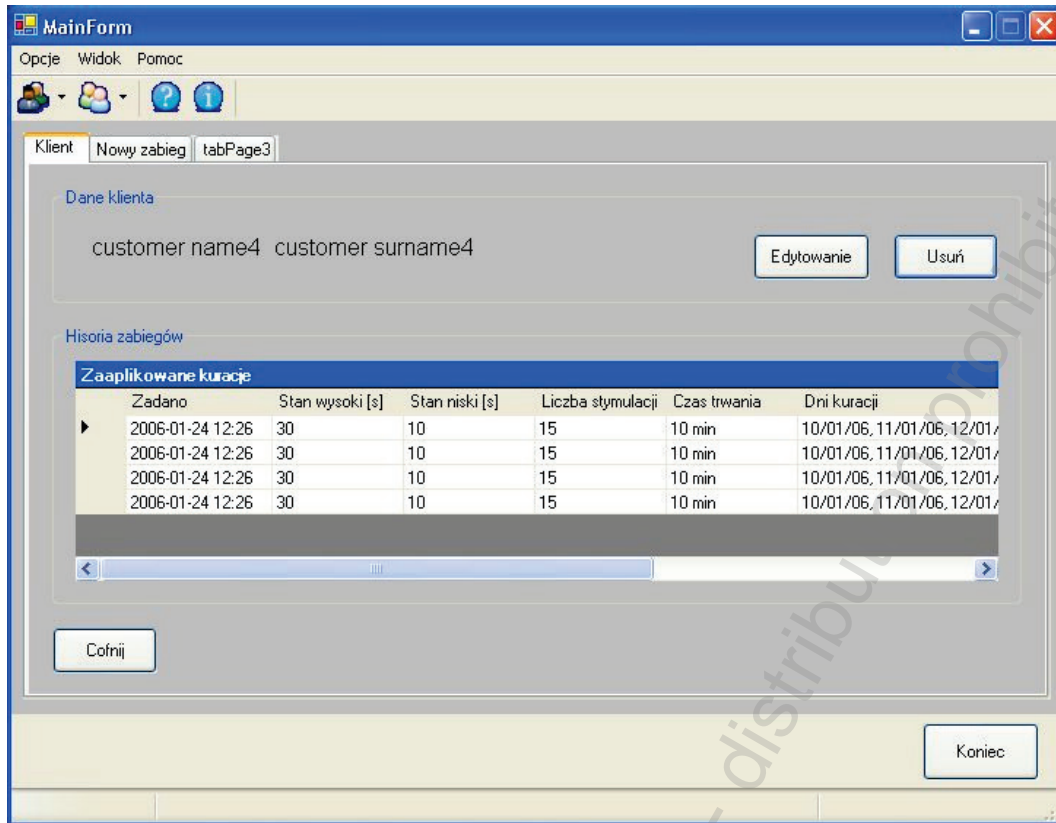 MainForm
Opcje Widok Pomoc
Klient Nowy zabieg tabPage3
Dane klienta
customer name4 customer surname4
Edytowanie Usuń
Hisoria zabiegów
Zaaplikowane kuracje
Zadano Stan wysoki [s] Stan niski [s] Liczba stymulacji Czas trwania Dni kuracji
2006-01-24 12:26 30 10 15 10 min 10/01/06, 11/01/06, 12/01/
2006-01-24 12:26 30 10 15 10 min 10/01/06, 11/01/06, 12/01/
2006-01-24 12:26 30 10 15 10 min 10/01/06, 11/01/06, 12/01/
2006-01-24 12:26 30 10 15 10 min 10/01/06, 11/01/06, 12/01/
Cofnij
Koniec
distribution prohibit